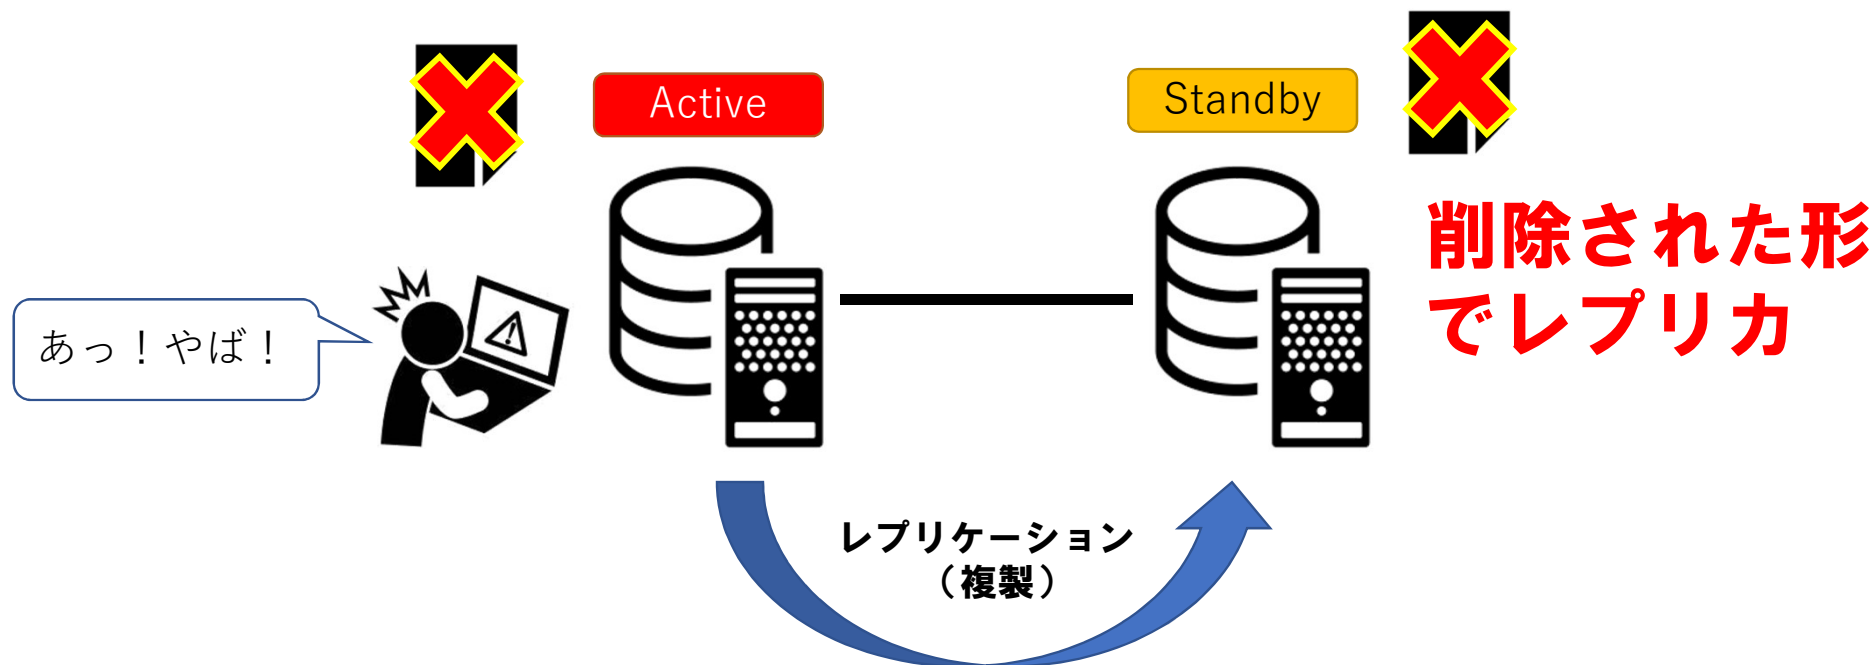 Active
Standby
削除された形
でレプリカ
あっ！やば！
レプリケーション
（複製）